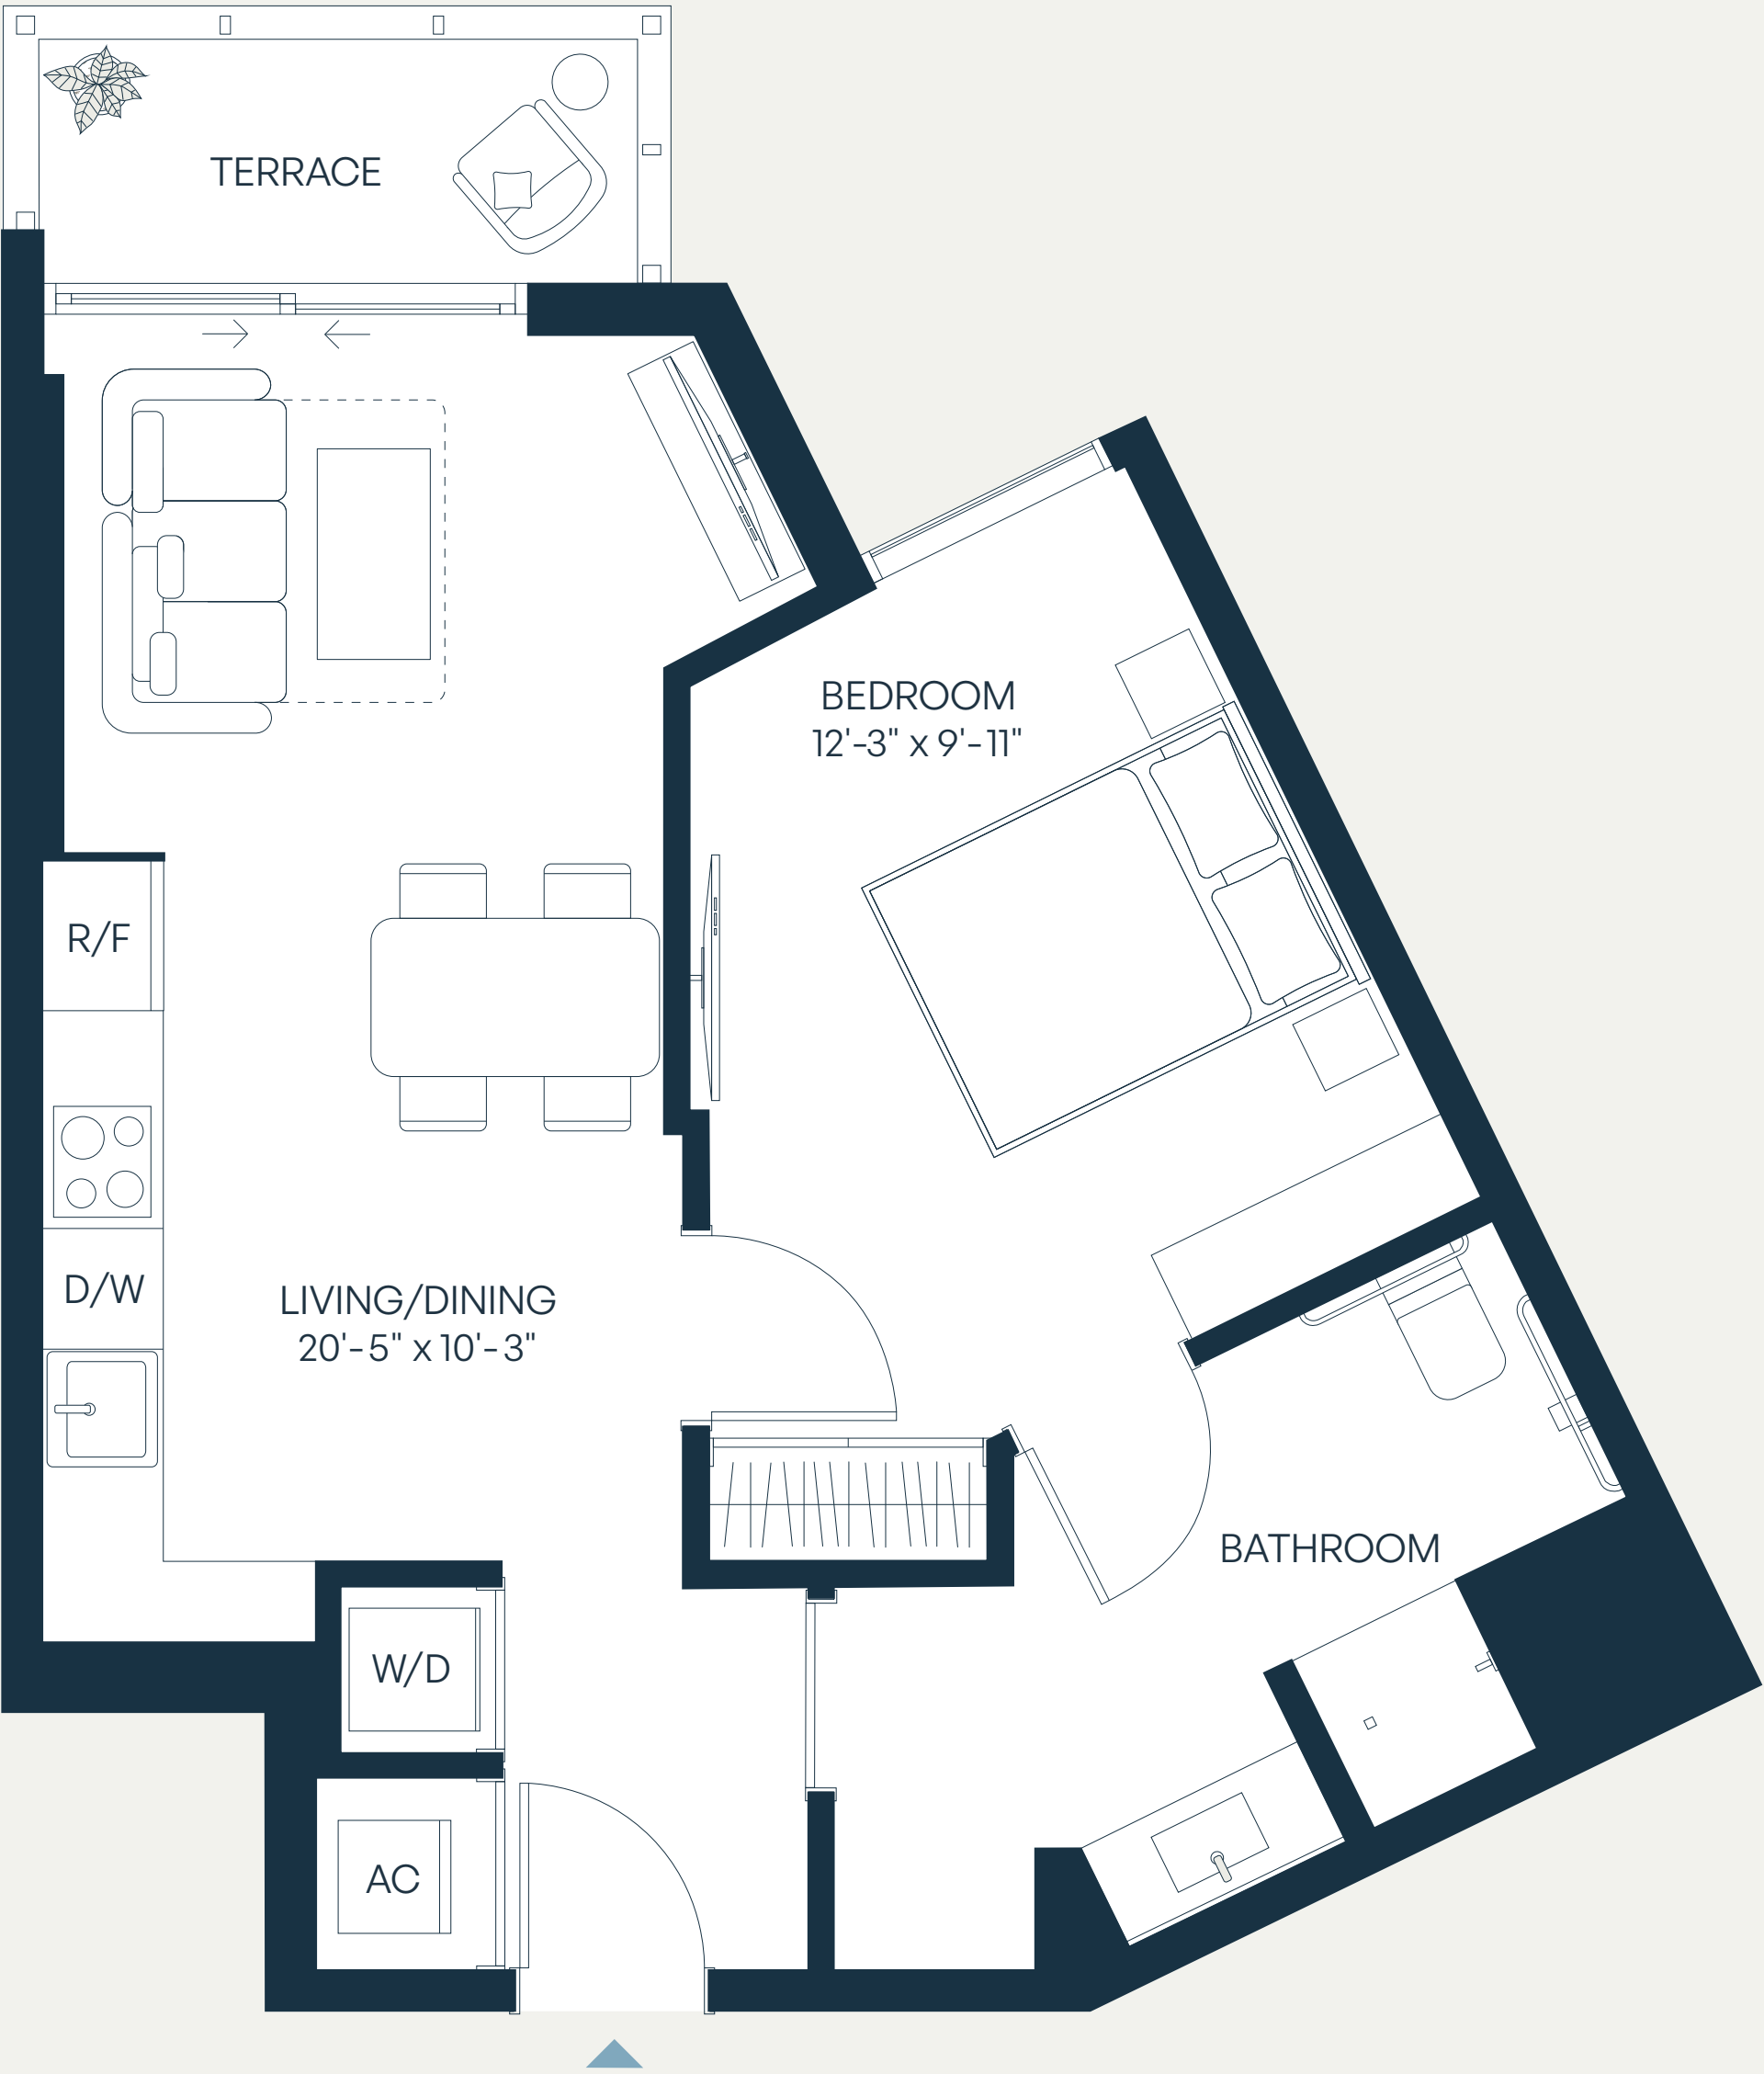 TERRACE
BEDROOM
12'-3" x 9'-11"
R/F
D/W
LIVING/DINING
20'-5" x 10'-3"
BATHROOM
W/D
AC